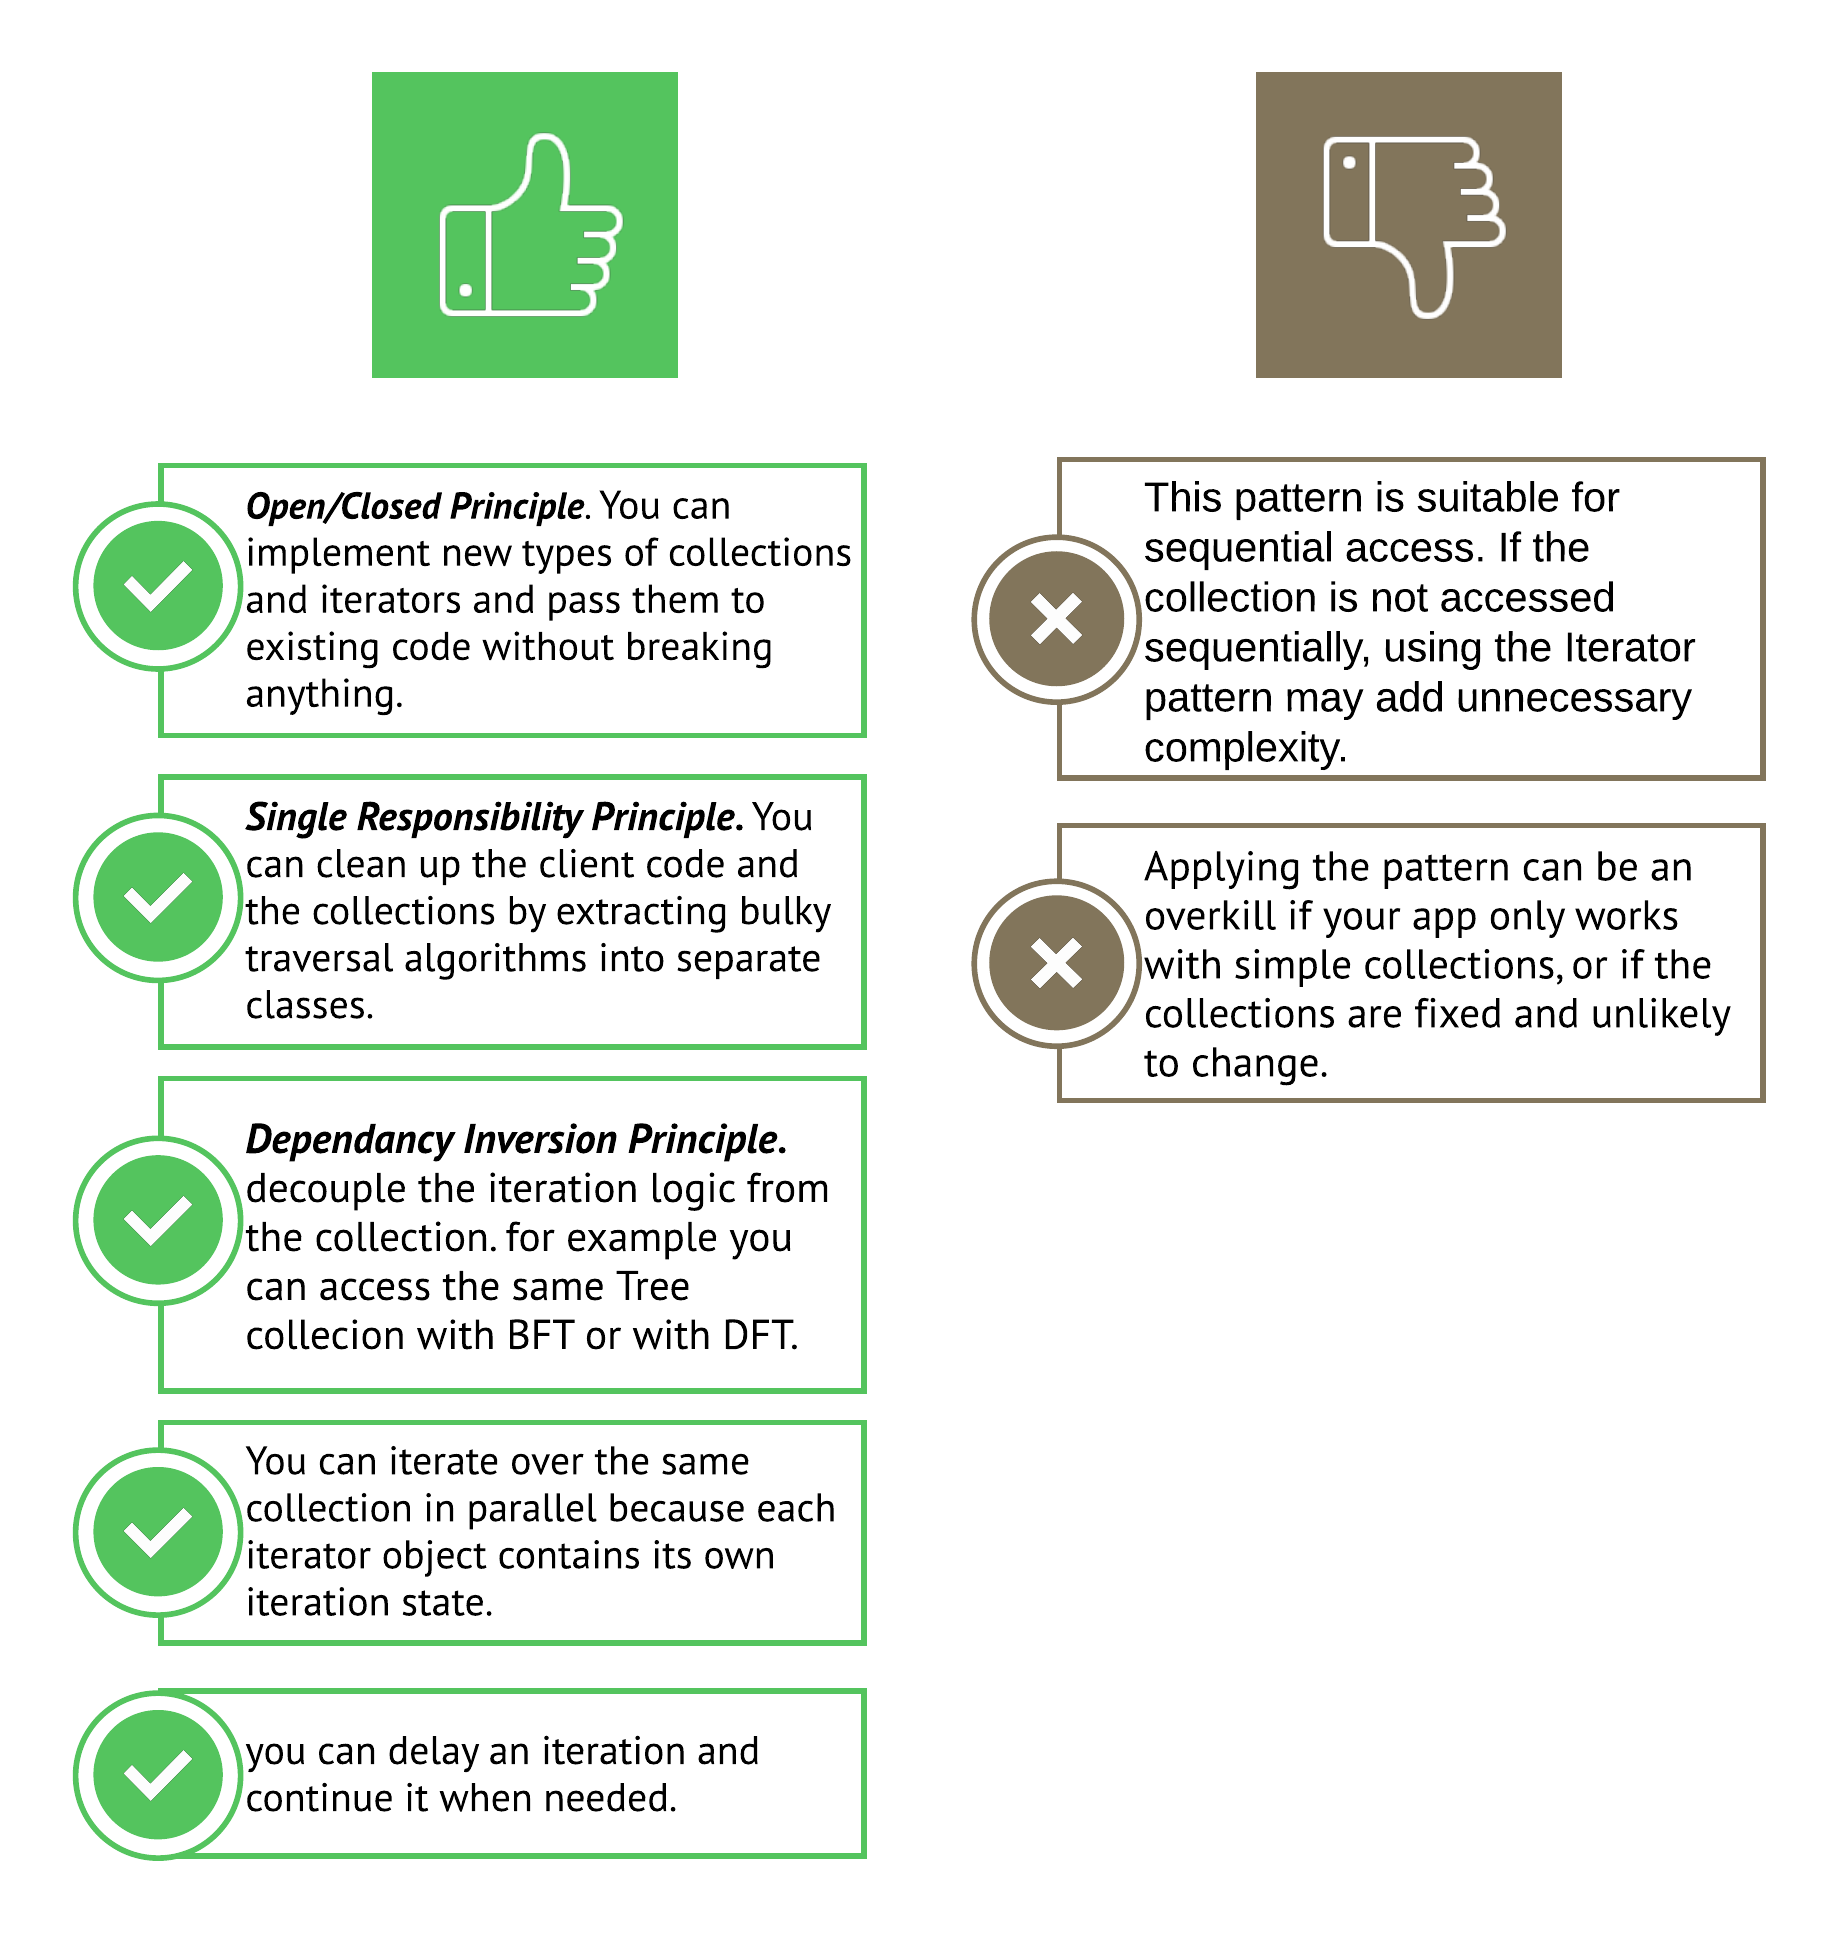 Open/Closed Principle. You can
implement new types of collections
and iterators and pass them to
existing code without breaking
anything.
Single Responsibility Principle. You
can clean up the client code and
the collections by extracting bulky
traversal algorithms into separate
classes.
Dependancy Inversion Principle.
decouple the iteration logic from
the collection. for example you
can access the same Tree
collecion with BFT or with DFT.
You can iterate over the same
collection in parallel because each
iterator object contains its own
iteration state.
you can delay an iteration and
continue it when needed.
This pattern is suitable for
sequential access. If the
collection is not accessed
sequentially, using the Iterator
pattern may add unnecessary
complexity.
Applying the pattern can be an
overkill if your app only works
with simple collections, or if the
collections are fixed and unlikely
to change.